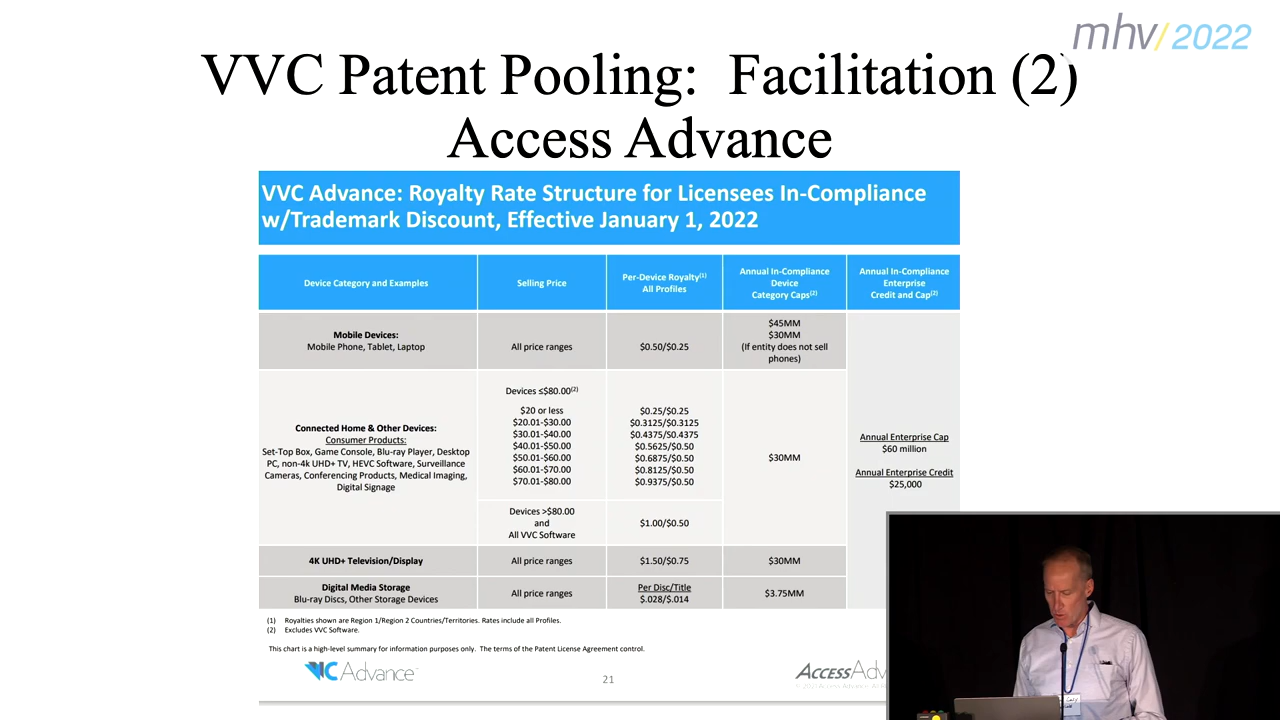 mhv/2022
VVC Patent Pooling: Facilitation (2)
Access Advance
VVC Advance: Royalty Rate Structure for Licensees In-Compliance
w/Trademark Discount, Effective January 1, 2022
Device Category and Examples
Selling Price
Per-Device Royalty(1)
All Profiles
Annual In-Compliance
Device
Category Caps(2)
Annual In-Compliance
Enterprise
Credit and Cap(2)
Mobile Devices:
Mobile Phone, Tablet, Laptop
All price ranges
$0.50/$0.25
$45MM
$30MM
(If entity does not sell
phones)
Connected Home & Other Devices:
Consumer Products:
Set-Top Box, Game Console, Blu-ray Player, Desktop
PC, non-4k UHD+ TV, HEVC Software, Surveillance
Cameras, Conferencing Products, Medical Imaging,
Digital Signage
Devices ≤$80.00(2)
$20 or less
$20.01-$30.00
$30.01-$40.00
$40.01-$50.00
$50.01-$60.00
$60.01-$70.00
$70.01-$80.00
$0.25/$0.25
$0.3125/$0.3125
$0.4375/$0.4375
$0.5625/$0.50
$0.6875/$0.50
$0.8125/$0.50
$0.9375/$0.50
$30MM
Annual Enterprise Cap
$60 million
Annual Enterprise Credit
$25,000
Devices >$80.00
and
All VVC Software
$1.00/$0.50
4K UHD+ Television/Display
All price ranges
$1.50/$0.75
$30MM
Digital Media Storage
Blu-ray Discs, Other Storage Devices
All price ranges
Per Disc/Title
$.028/$.014
$3.75MM
(1) Royalties shown are Region 1/Region 2 Countries/Territories. Rates include all Profiles.
(2) Excludes VVC Software.
This chart is a high-level summary for information purposes only. The terms of the Patent License Agreement control.
VVC Advance
21
AccessAdv